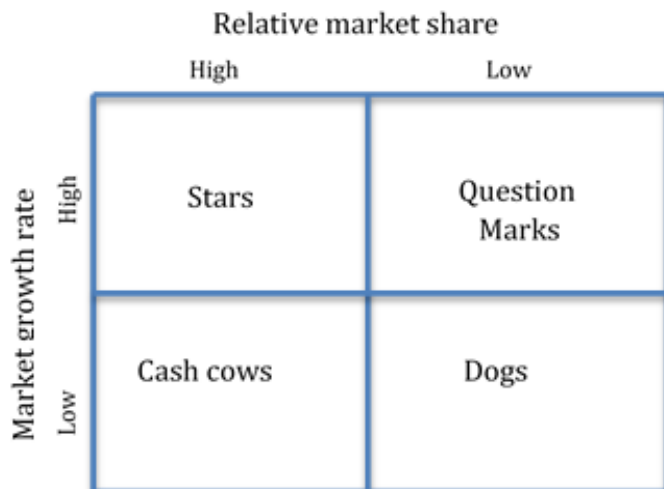 Relative market share
High Low
Market growth rate
High
Stars
Question
Marks
Low
Cash cows
Dogs